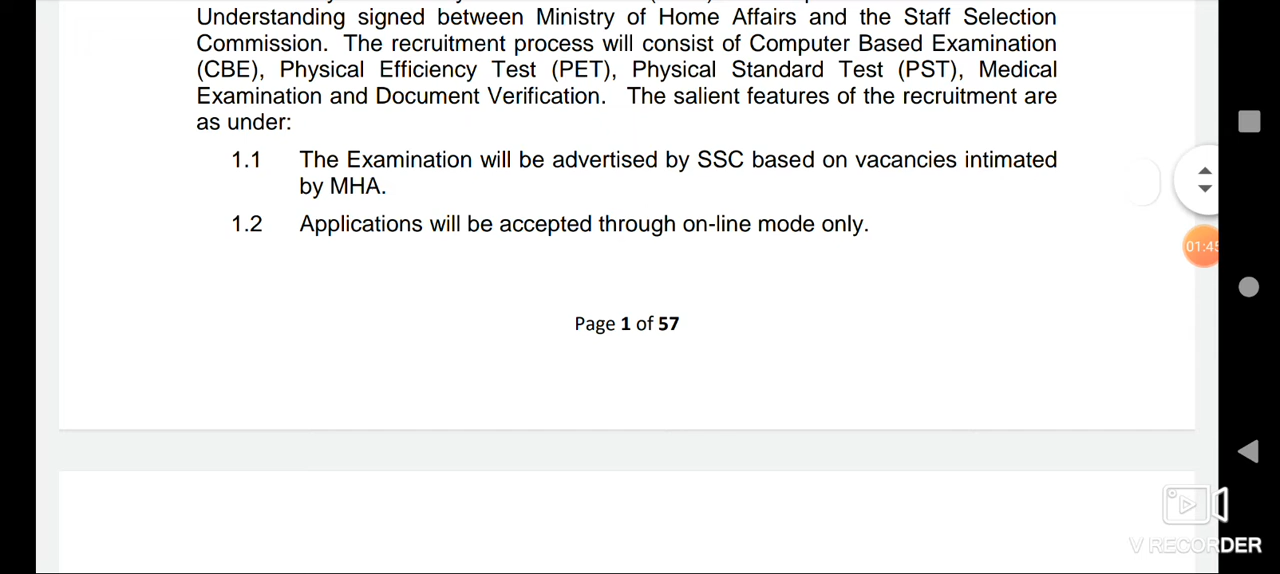 Understanding signed between Ministry of Home Affairs and the Staff Selection
Commission. The recruitment process will consist of Computer Based Examination
(CBE), Physical Efficiency Test (PET), Physical Standard Test (PST), Medical
Examination and Document Verification. The salient features of the recruitment are
as under:
1.1 The Examination will be advertised by SSC based on vacancies intimated
by MHA.
1.2 Applications will be accepted through on-line mode only.
01:45
Page 1 of 57
V RECORDER